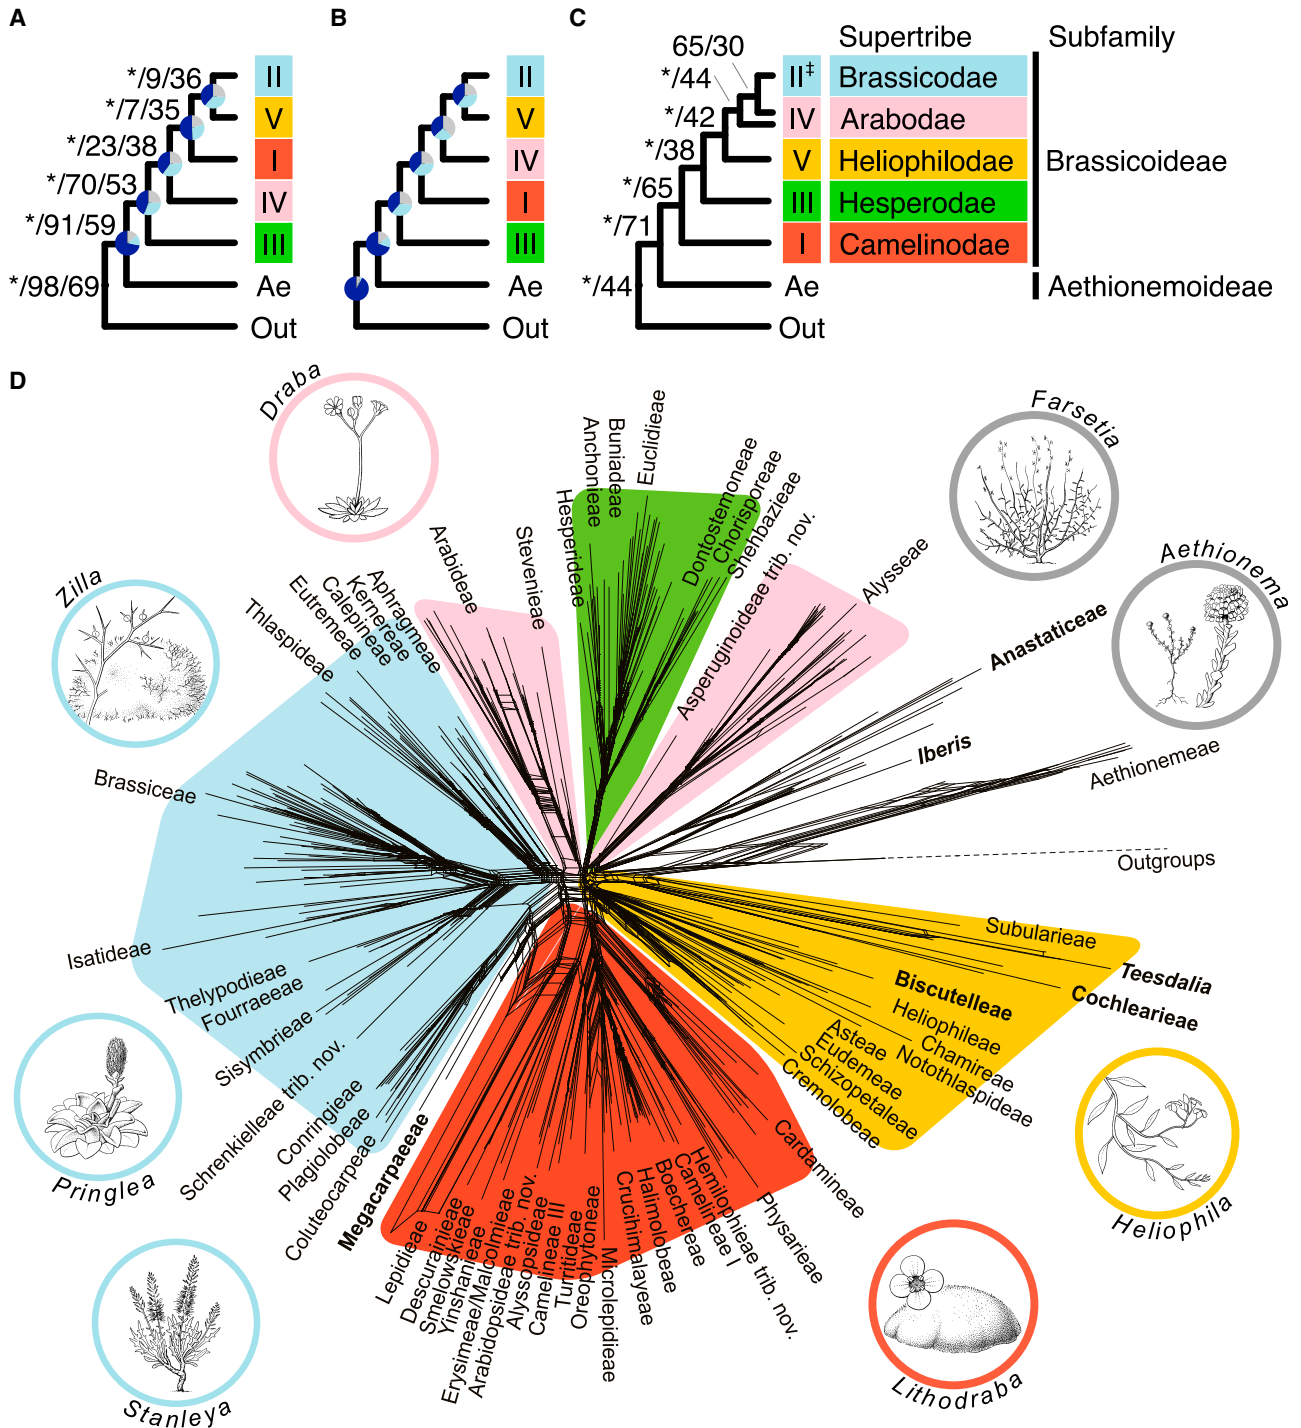 A
*/9/36
*/7/35
*/23/38
*/70/53
*/91/59
*/98/69
II
V
I
IV
III
Ae
Out
B
II
V
IV
I
III
Ae
Out
C
Supertribe
Subfamily
65/30
*/44
*/42
*/38
*/65
*/71
*/44
II‡ Brassicodae
IV Arabodae
V Heliophilodae
III Hesperodae
I Camelinodae
Ae
Out
Brassicoideae
Aethionemoideae
D
Draba
Farsetia
Aethionema
Zilla
Pringlea
Stanleya
Lithodraba
Heliophila
Thlaspideae
Eutremeae
Calepineae
Kernereae
Aphragmeae
Arabideae
Stevenieae
Hesperideae
Anchonieae
Buniadeae
Euclidieae
Dontostemoneae
Chorisporeae
Shehbazieae
Asperuginoideae trib. nov.
Alysseae
Anastaticeae
Iberis
Aethionemeae
Outgroups
Subularieae
Teesdalia
Cochlearieae
Biscutelleae
Heliophileae
Chamireae
Notothlaspideae
Asteae
Eudemeae
Schizopetaleae
Cremolobeae
Cardamineae
Physarieae
Hemilophieae trib. nov.
Camelineae I
Boechereae
Halimolobeae
Crucihimalayeae
Microlepidieae
Oreophytoneae
Turritideae
Camelineae III
Alyssopsideae
Arabidopsideae trib. nov.
Erysimeae/Malcolmieae
Yinshanieae
Smelowskieae
Descurainieae
Lepidieae
Megacarpaeeae
Coluteocarpeae
Plagiolobeae
Conringieae
Schrenkielleae trib. nov.
Sisymbrieae
Fourraeeae
Thelypodieae
Isatideae
Brassiceae